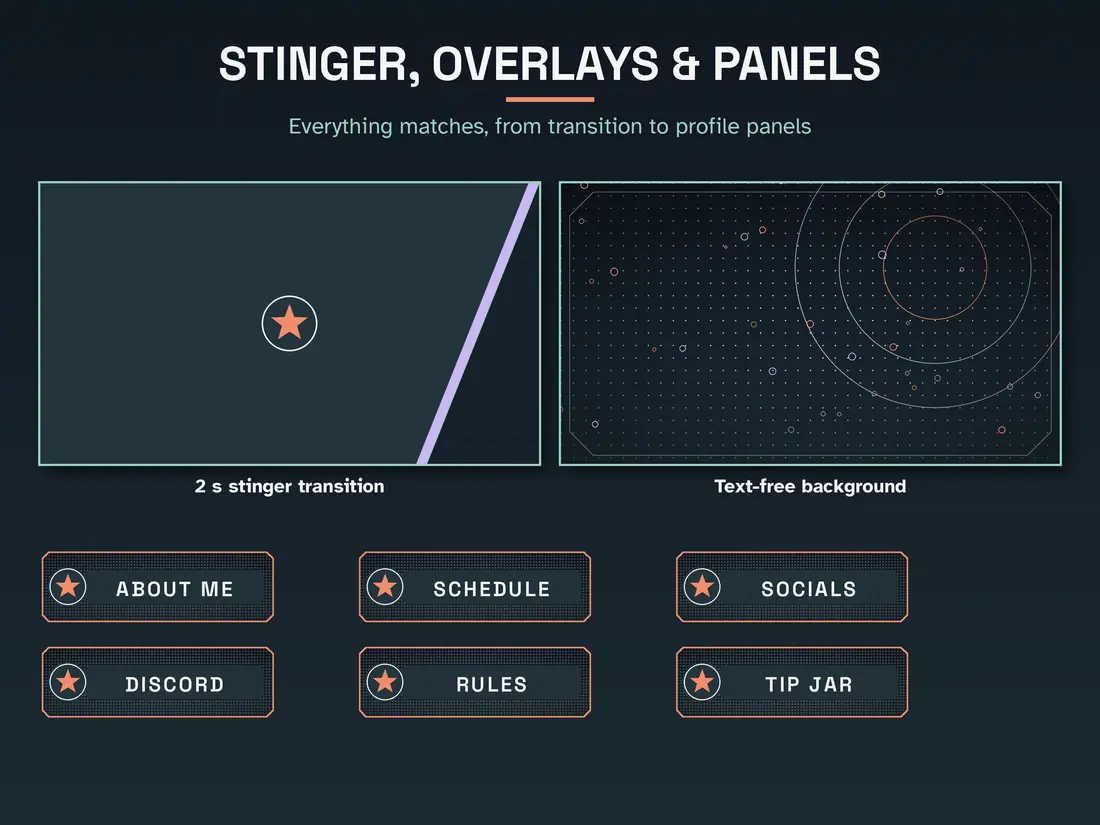 STINGER, OVERLAYS & PANELS
Everything matches, from transition to profile panels
2 s stinger transition
Text-free background
ABOUT ME
SCHEDULE
SOCIALS
DISCORD
RULES
TIP JAR